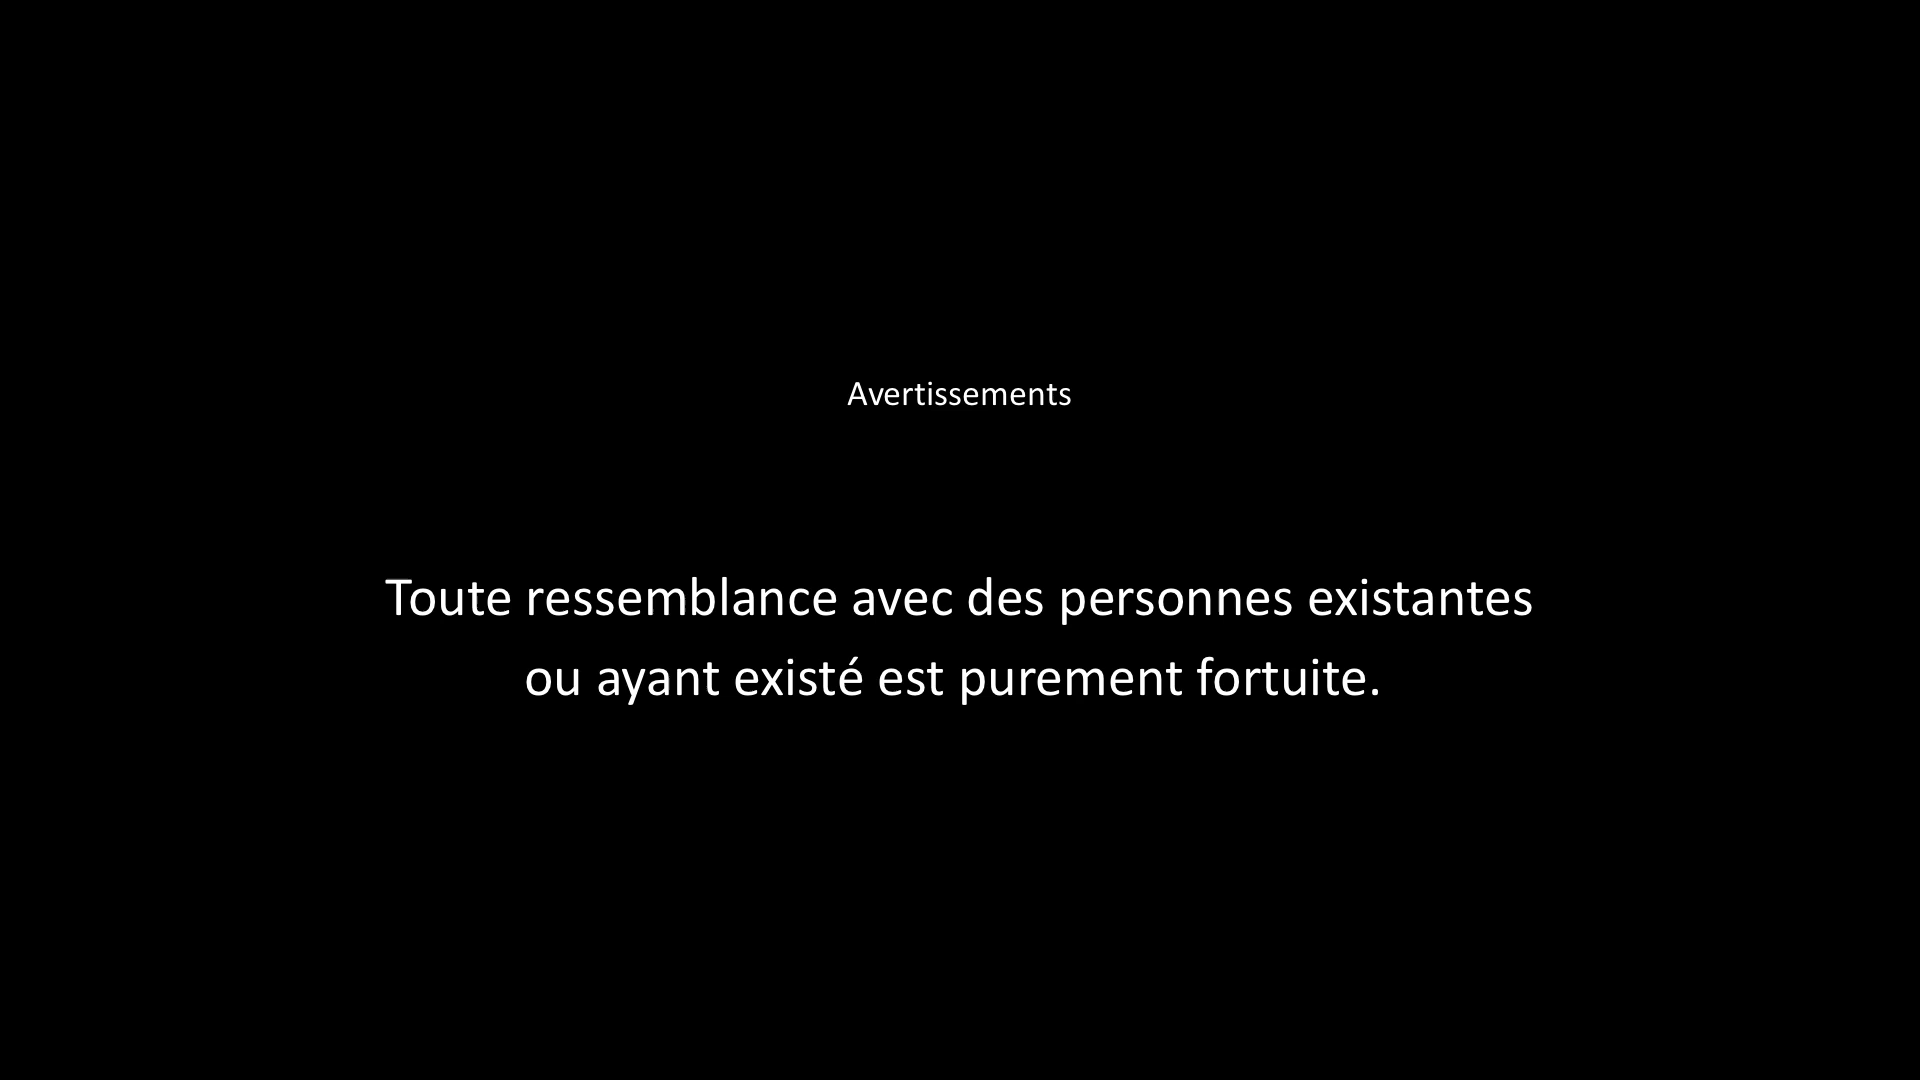 Avertissements
Toute ressemblance avec des personnes existantes
ou ayant existé est purement fortuite.